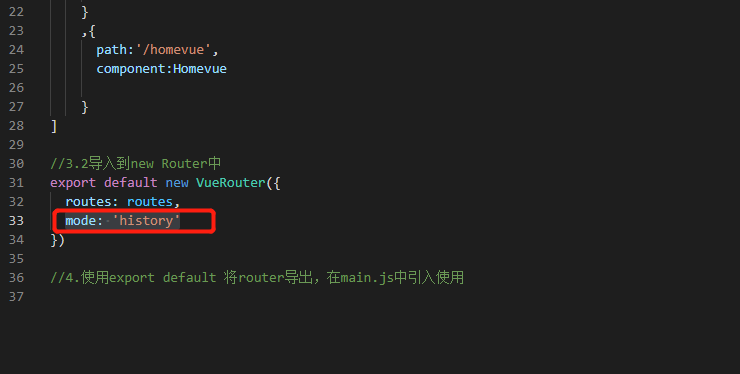 22 }
23 ,{
24 path:'/homevue',
25 component:Homevue
26
27 }
28 ]
29
30 //3.2导入到new Router中
31 export default new VueRouter({
32 routes: routes,
33 mode: 'history'
34 })
35
36 //4.使用export default 将router导出，在main.js中引入使用
37